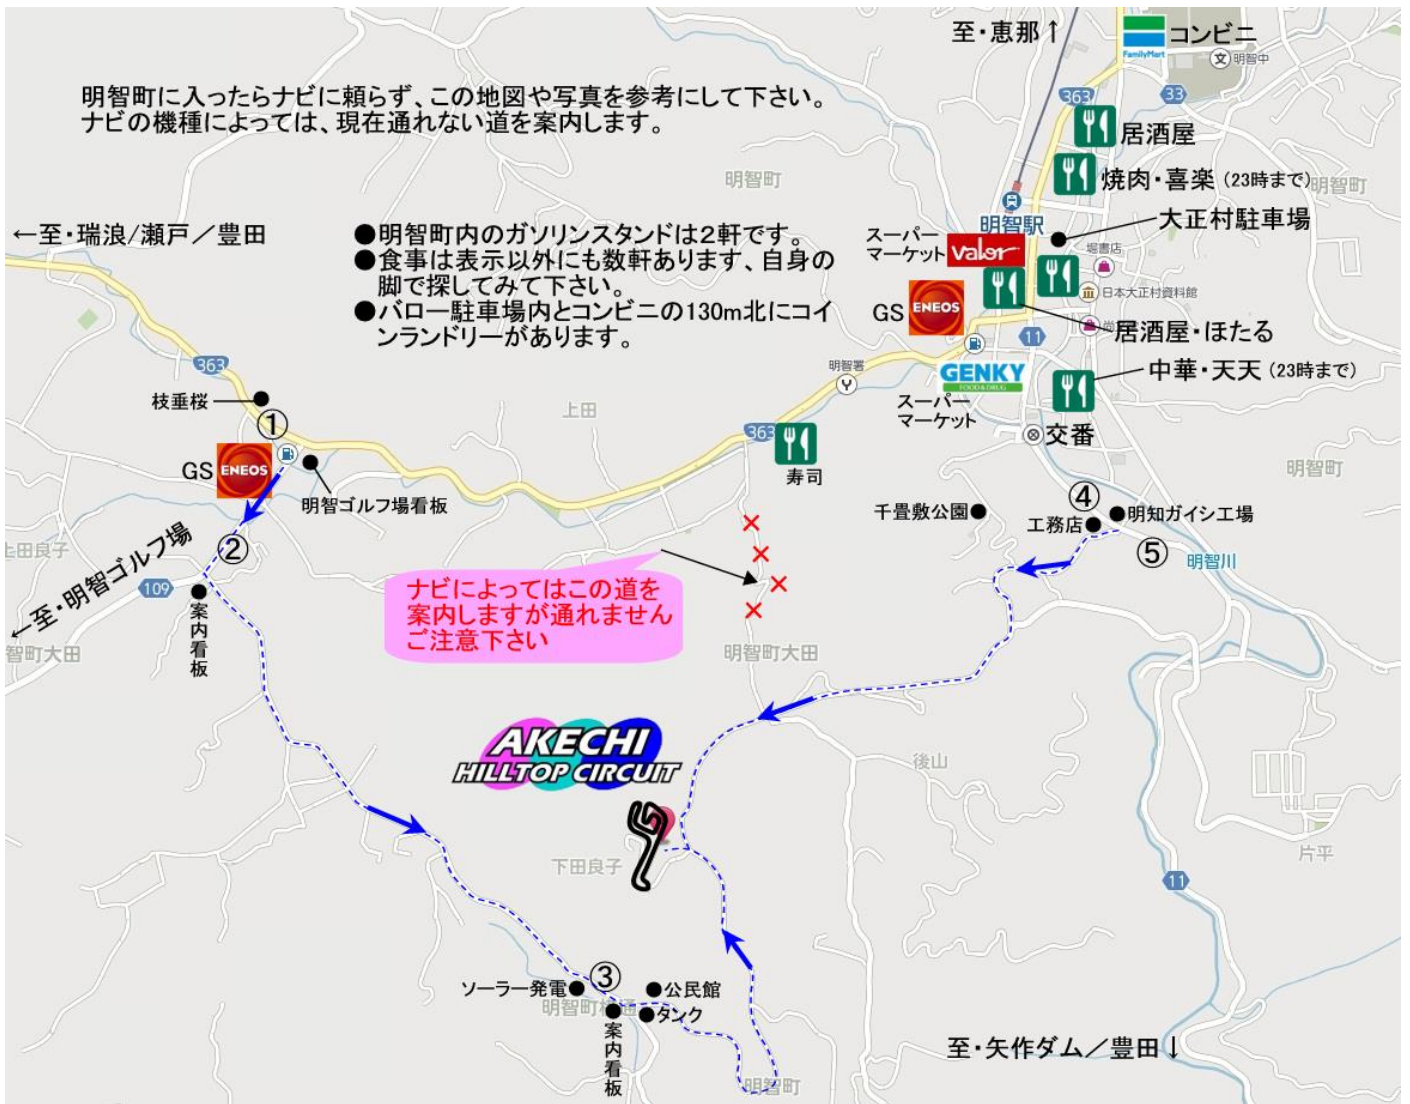 至・恵那↑
FamilyMart
コンビニ
明智中
明智町に入ったらナビに頼らず、この地図や写真を参考にして下さい。
ナビの機種によっては、現在通れない道を案内します。
363
33
居酒屋
明智町
焼肉・喜楽（23時まで）
明智町
明智駅
大正村駐車場
←至・瑞浪/瀬戸／豊田
●明智町内のガソリンスタンドは２軒です。
●食事は表示以外にも数軒あります、自身の
脚で探してみて下さい。
●バロー駐車場内とコンビニの130m北にコイ
ンランドリーがあります。
スーパー
マーケット
Valor
堀書店
日本大正村資料館
GS
ENEOS
居酒屋・ほたる
11
363
明智署
GENKY
FOOD&DRUG
スーパー
マーケット
中華・天天（23時まで）
枝垂桜
①
上田
363
寿司
交番
明智町
GS
ENEOS
明智ゴルフ場看板
千畳敷公園
④
工務店
明知ガイシ工場
⑤
明智川
上田良子
②
←至・明智ゴルフ場
109
案内看板
智町大田
ナビによってはこの道を
案内しますが通れません
ご注意下さい
明智町大田
AKECHI
HILLTOP CIRCUIT
後山
下田良子
片平
11
ソーラー発電
③
公民館
タンク
案内看板
明智町
至・矢作ダム／豊田↓